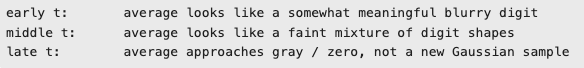 early t:      average looks like a somewhat meaningful blurry digit
middle t:     average looks like a faint mixture of digit shapes
late t:       average approaches gray / zero, not a new Gaussian sample